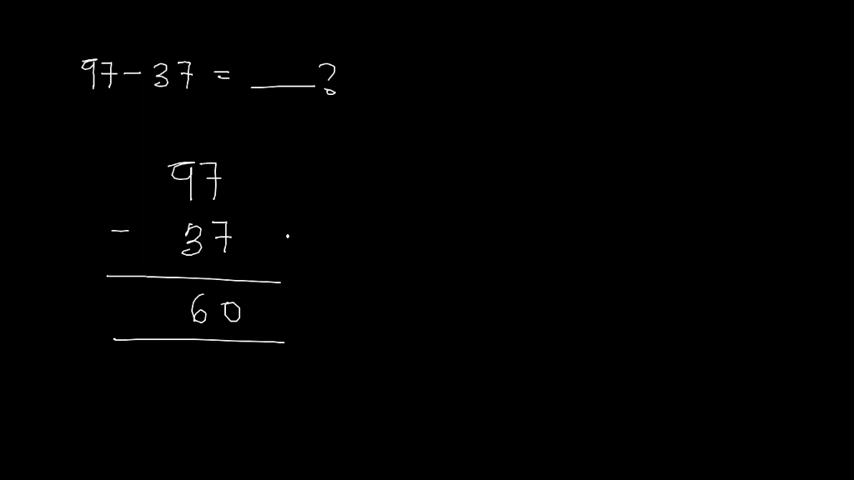 97-37 = ___?
97
- 37
60